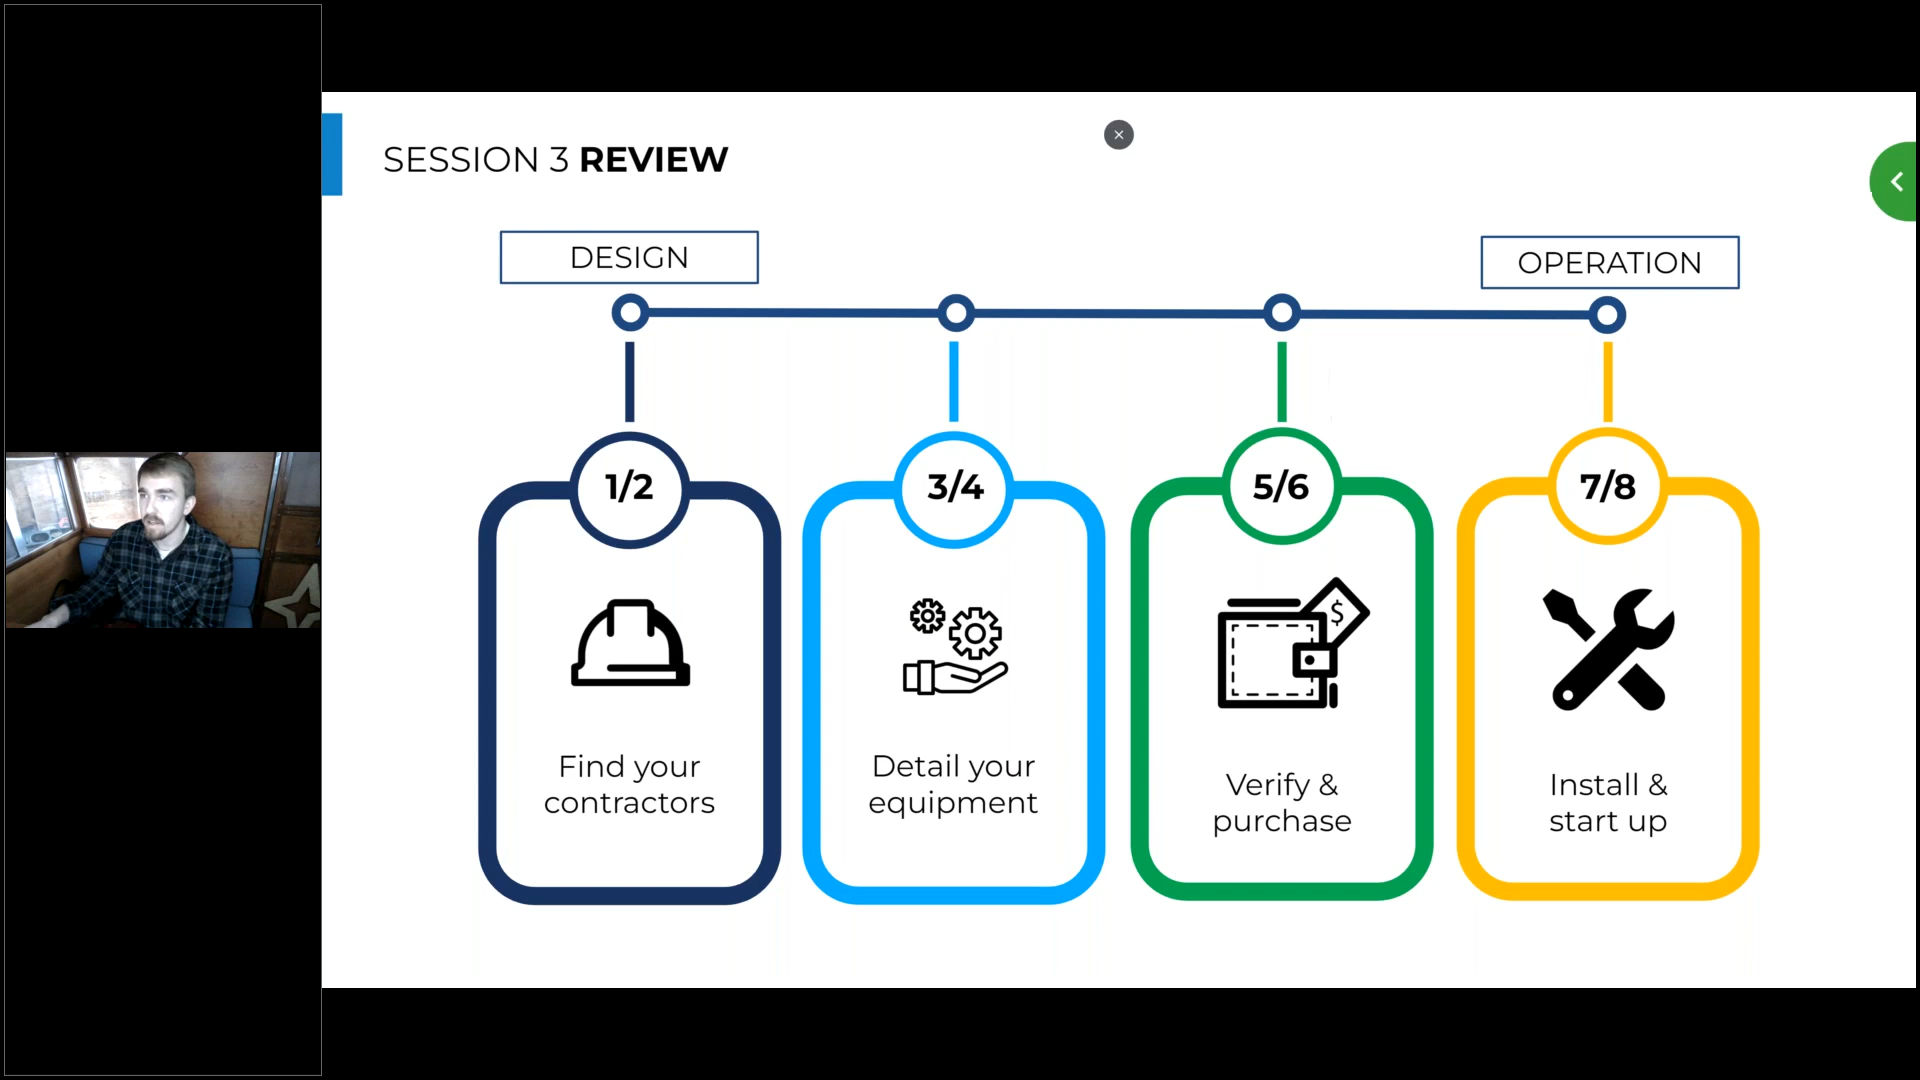 SESSION 3 REVIEW
DESIGN
OPERATION
1/2
3/4
5/6
7/8
$
Find your
contractors
Detail your
equipment
Verify &
purchase
Install &
start up